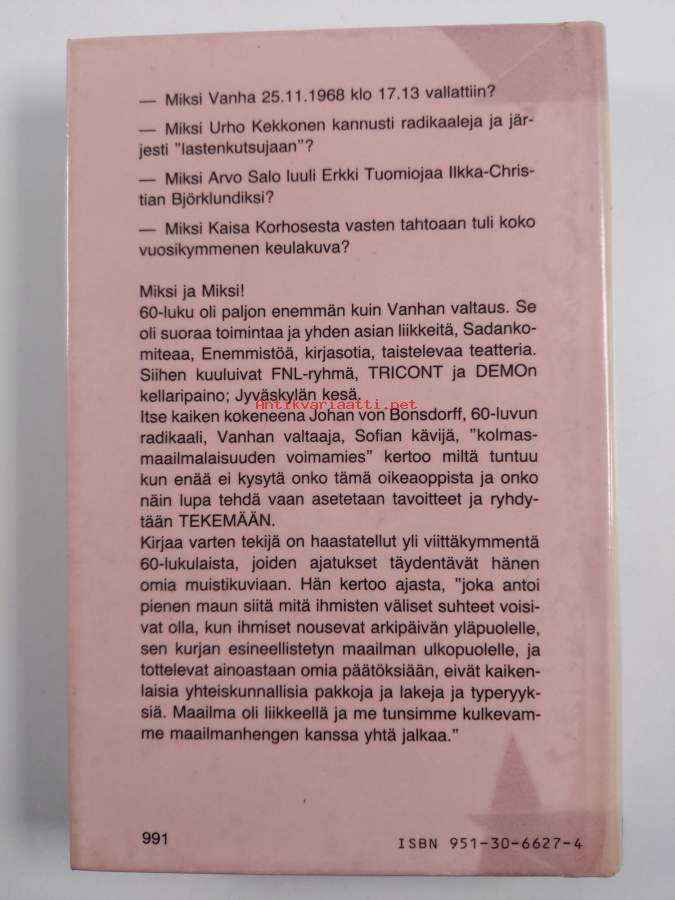 — Miksi Vanha 25.11.1968 klo 17.13 vallattiin?
— Miksi Urho Kekkonen kannusti radikaaleja ja jär-
jesti "lastenkutsujaan"?
— Miksi Arvo Salo luuli Erkki Tuomiojaa Ilkka-Chris-
tian Björklundiksi?
— Miksi Kaisa Korhosesta vasten tahtoaan tuli koko
vuosikymmenen keulakuva?
Miksi ja Miksi!
60-luku oli paljon enemmän kuin Vanhan valtaus. Se
oli suoraa toimintaa ja yhden asian liikkeitä, Sadanko-
miteaa, Enemmistöä, kirjasotia, taistelevaa teatteria.
Siihen kuuluivat FNL-ryhmä, TRICONT ja DEMOn
kellaripaino; Jyväskylän kesä.
Antikvariaatti.net
Itse kaiken kokeneena Johan von Bonsdorff, 60-luvun
radikaali, Vanhan valtaaja, Sofian kävijä, "kolmas-
maailmalaisuuden voimamies" kertoo miltä tuntuu
kun enää ei kysytä onko tämä oikeaoppista ja onko
näin lupa tehdä vaan asetetaan tavoitteet ja ryhdy-
tään TEKEMÄÄN.
Kirjaa varten tekijä on haastatellut yli viittäkymmentä
60-lukulaista, joiden ajatukset täydentävät hänen
omia muistikuviaan. Hän kertoo ajasta, "joka antoi
pienen maun siitä mitä ihmisten väliset suhteet voisi-
vat olla, kun ihmiset nousevat arkipäivän yläpuolelle,
sen kurjan esineellistetyn maailman ulkopuolelle, ja
tottelevat ainoastaan omia päätöksiään, eivät kaiken-
laisia yhteiskunnallisia pakkoja ja lakeja ja typeryyk-
siä. Maailma oli liikkeellä ja me tunsimme kulkevam-
me maailmanhengen kanssa yhtä jalkaa."
991
ISBN 951-30-6627-4